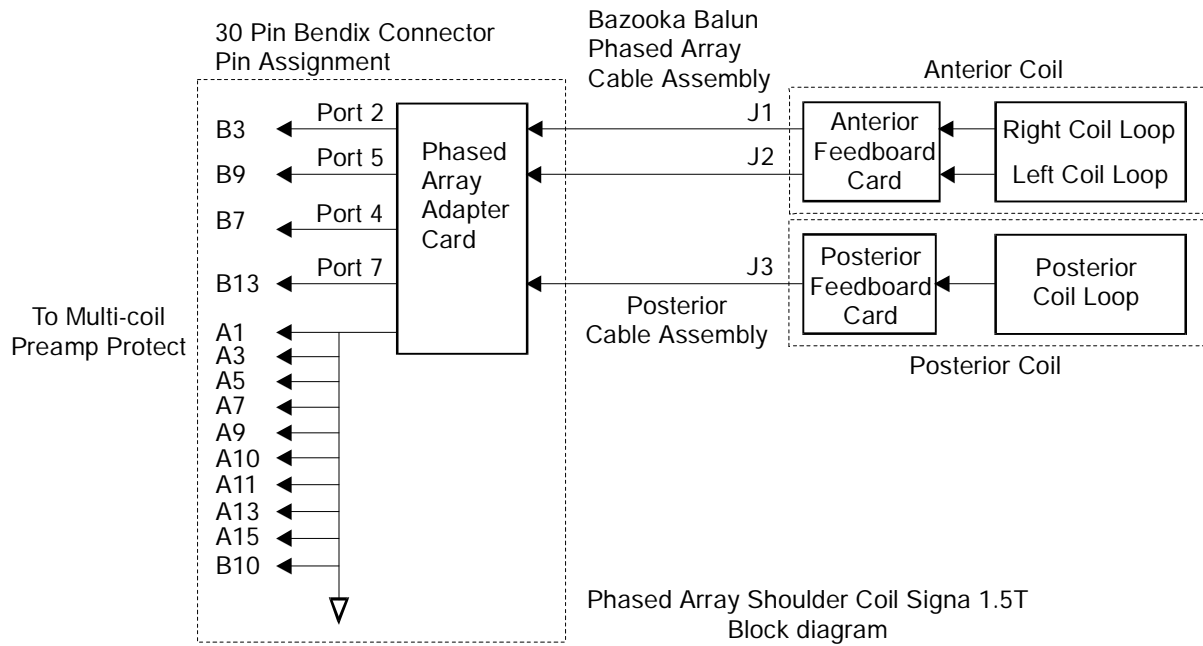 30 Pin Bendix Connector
Pin Assignment
Bazooka Balun
Phased Array
Cable Assembly
Anterior Coil
B3
Port 2
B9
Port 5
B7
Port 4
B13
Port 7
A1
A3
A5
A7
A9
A10
A11
A13
A15
B10
To Multi-coil
Preamp Protect
Phased
Array
Adapter
Card
J1
J2
J3
Posterior
Cable Assembly
Anterior
Feedboard
Card
Right Coil Loop
Left Coil Loop
Posterior
Feedboard
Card
Posterior
Coil Loop
Posterior Coil
Phased Array Shoulder Coil Signa 1.5T
Block diagram